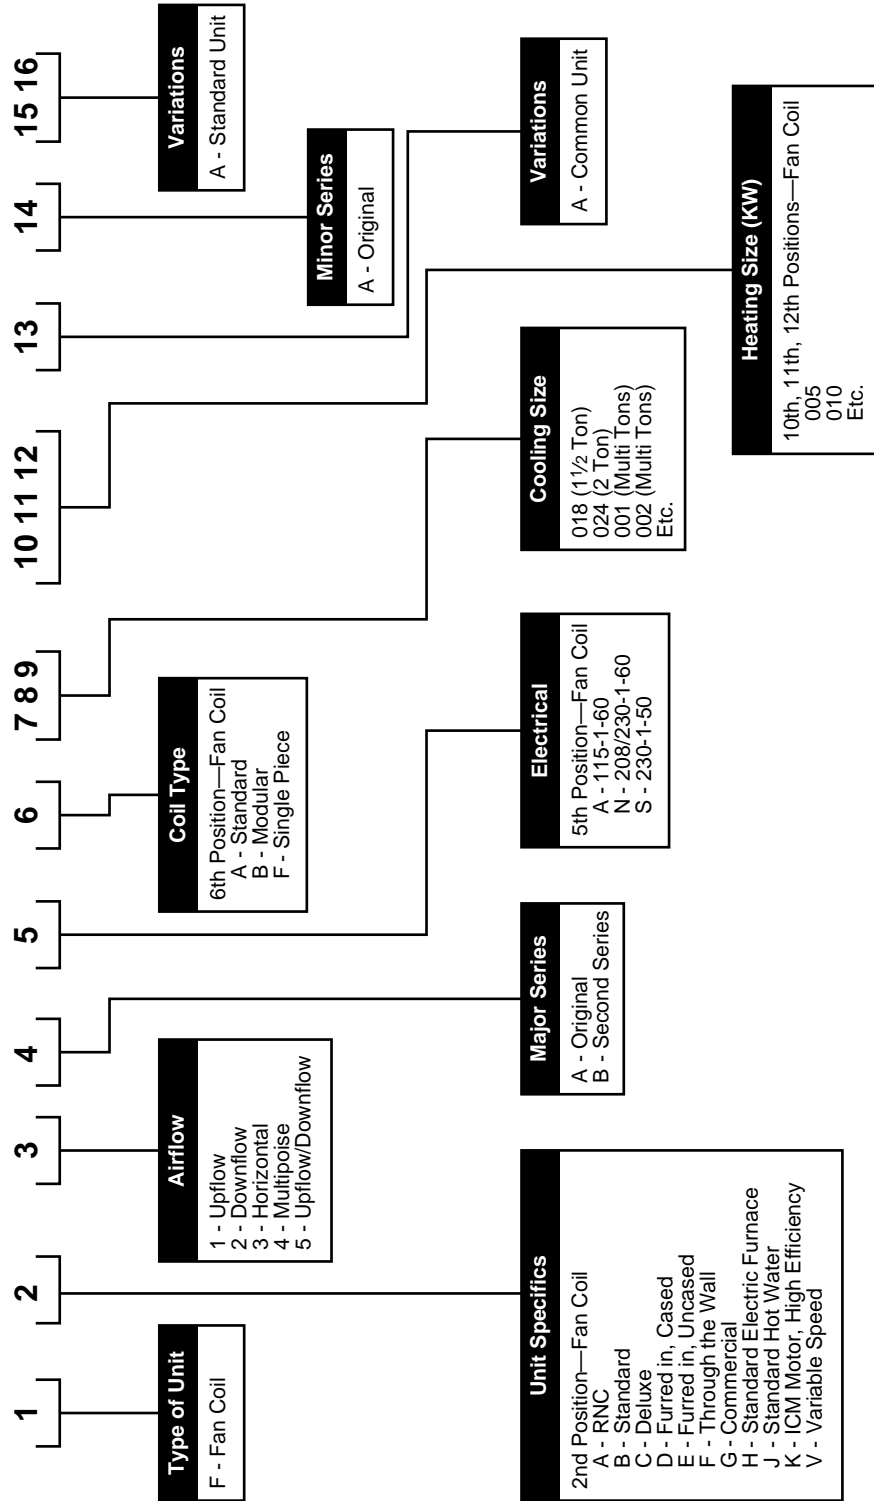 1
2
3
4
5
6
7 8 9
10 11 12
13
14
15 16
Type of Unit
F - Fan Coil
Airflow
1 - Upflow
2 - Downflow
3 - Horizontal
4 - Multipoise
5 - Upflow/Downflow
Coil Type
6th Position—Fan Coil
A - Standard
B - Modular
F - Single Piece
Minor Series
A - Original
Variations
A - Standard Unit
Unit Specifics
2nd Position—Fan Coil
A - RNC
B - Standard
C - Deluxe
D - Furred in, Cased
E - Furred in, Uncased
F - Through the Wall
G - Commercial
H - Standard Electric Furnace
J - Standard Hot Water
K - ICM Motor, High Efficiency
V - Variable Speed
Major Series
A - Original
B - Second Series
Electrical
5th Position—Fan Coil
A - 115-1-60
N - 208/230-1-60
S - 230-1-50
Cooling Size
018 (1 1/2 Ton)
024 (2 Ton)
001 (Multi Tons)
002 (Multi Tons)
Etc.
Variations
A - Common Unit
Heating Size (KW)
10th, 11th, 12th Positions—Fan Coil
005
010
Etc.